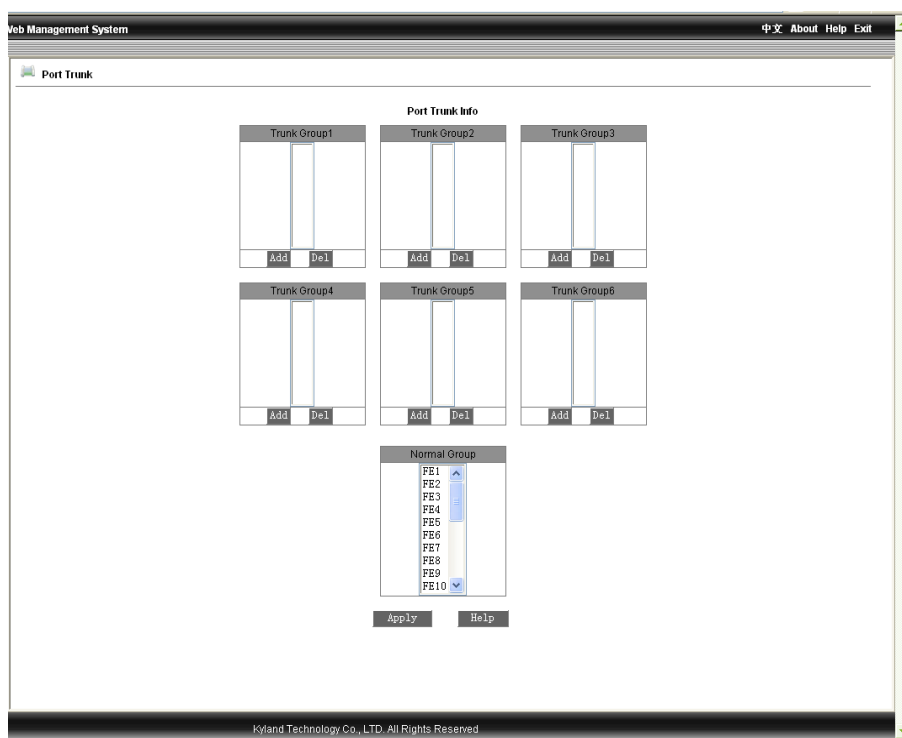 Web Management System 中文 About Help Exit
Port Trunk
Port Trunk Info
Trunk Group1 Trunk Group2 Trunk Group3
Add Del Add Del Add Del
Trunk Group4 Trunk Group5 Trunk Group6
Add Del Add Del Add Del
Normal Group
FE1
FE2
FE3
FE4
FE5
FE6
FE7
FE8
FE9
FE10
Apply Help
Kyland Technology Co., LTD. All Rights Reserved